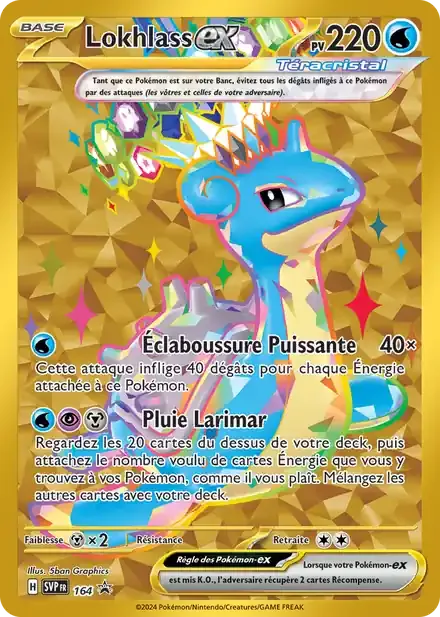 BASE
Lokhlass ex PV 220
Téracristal
Tant que ce Pokémon est sur votre Banc, évitez tous les dégâts infligés à ce Pokémon
par des attaques (les vôtres et celles de votre adversaire).
Éclaboussure Puissante 40×
Cette attaque inflige 40 dégâts pour chaque Énergie
attachée à ce Pokémon.
Pluie Larimar
Regardez les 20 cartes du dessus de votre deck, puis
attachez le nombre voulu de cartes Énergie que vous y
trouvez à vos Pokémon, comme il vous plaît. Mélangez les
autres cartes avec votre deck.
Faiblesse ×2 Résistance Retraite
Illus. 5ban Graphics
Règle des Pokémon-ex Lorsque votre Pokémon-ex
est mis K.O., l'adversaire récupère 2 cartes Récompense.
H SVP FR 164
©2024 Pokémon/Nintendo/Creatures/GAME FREAK